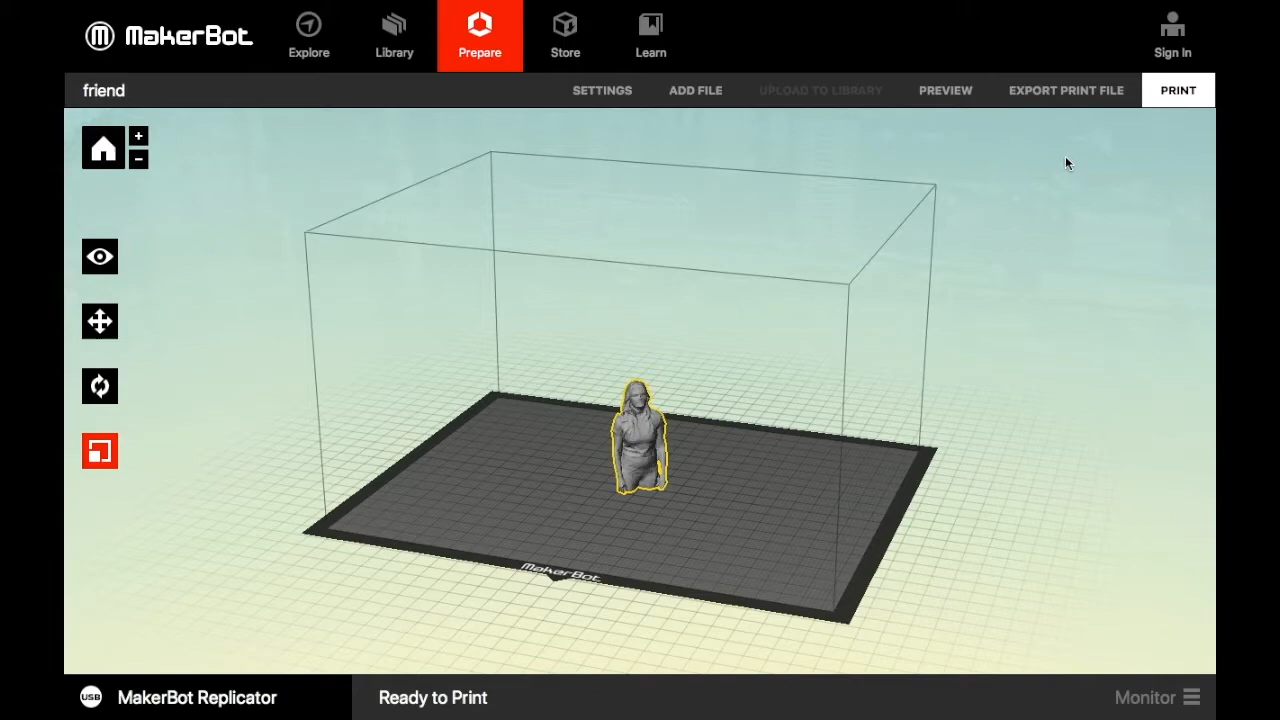 MakerBot
Explore
Library
Prepare
Store
Learn
Sign In
friend
SETTINGS
ADD FILE
UPLOAD TO LIBRARY
PREVIEW
EXPORT PRINT FILE
PRINT
+
-
MakerBot
USB
MakerBot Replicator
Ready to Print
Monitor